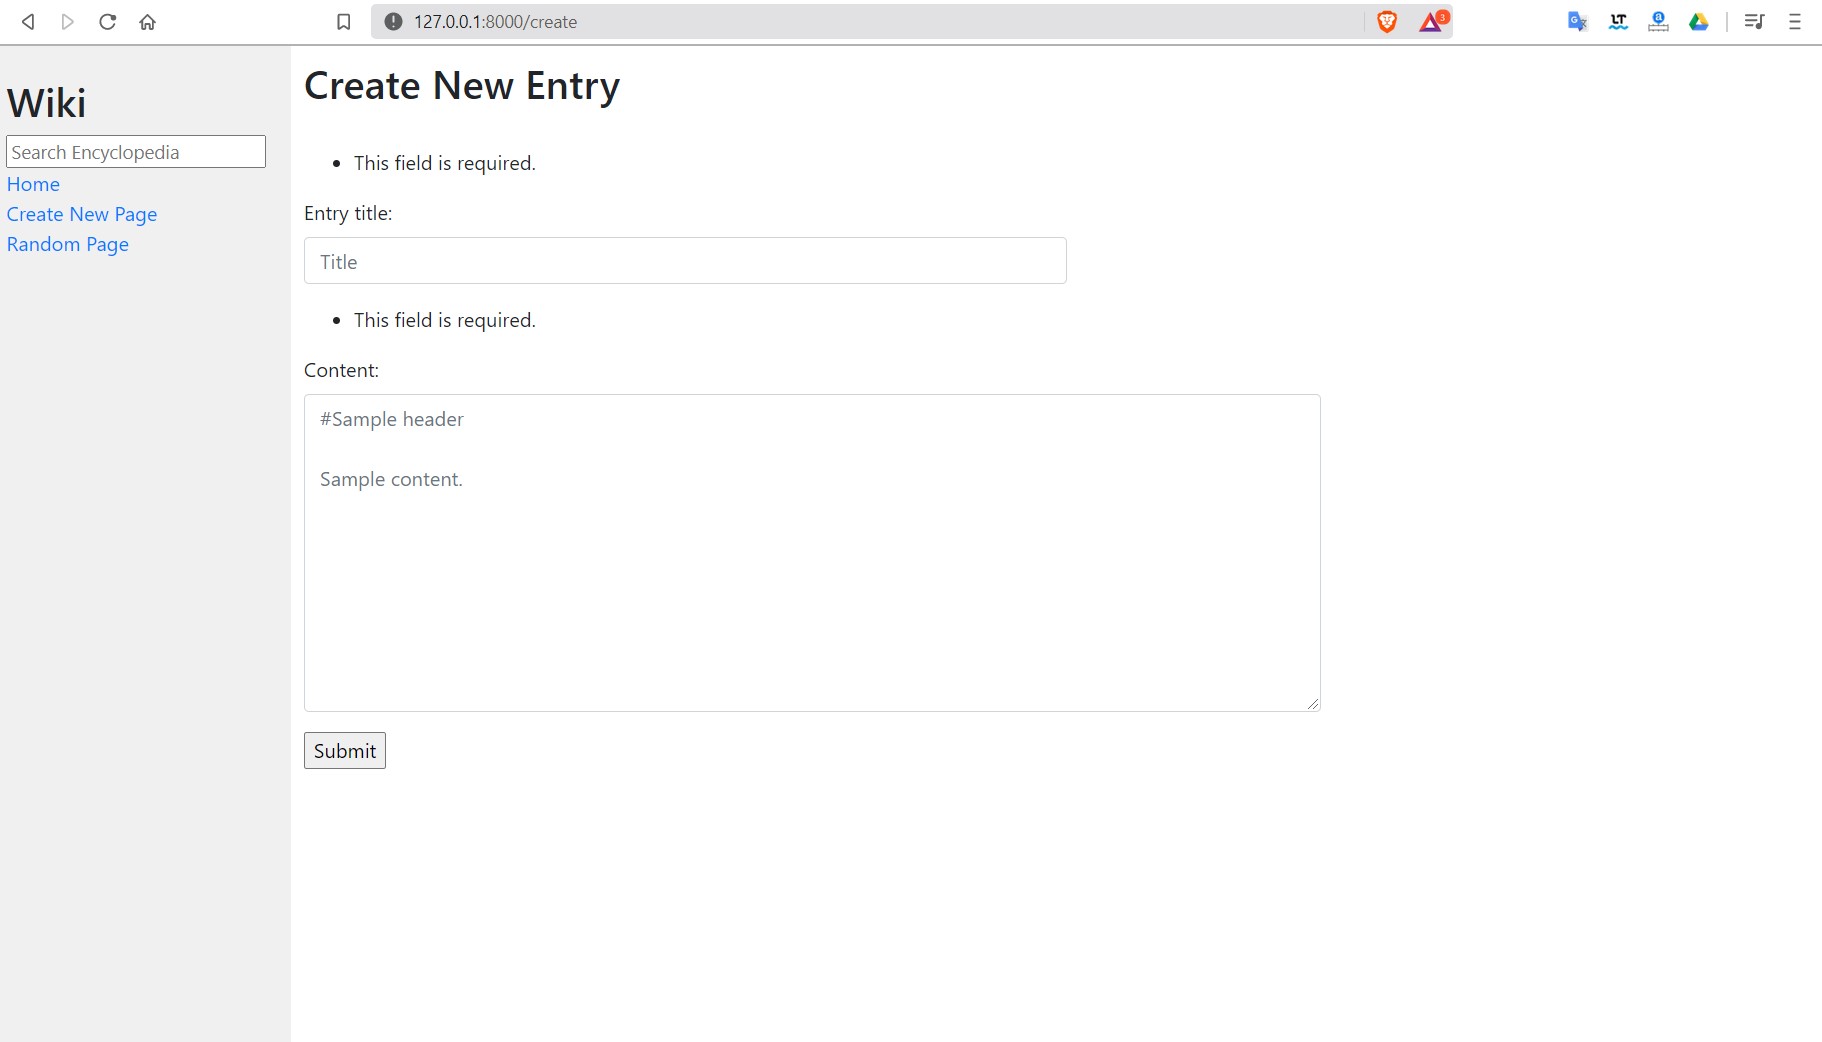 127.0.0.1:8000/create
3
Wiki
Search Encyclopedia
Home
Create New Page
Random Page
Create New Entry
This field is required.
Entry title:
Title
This field is required.
Content:
#Sample header
Sample content.
Submit